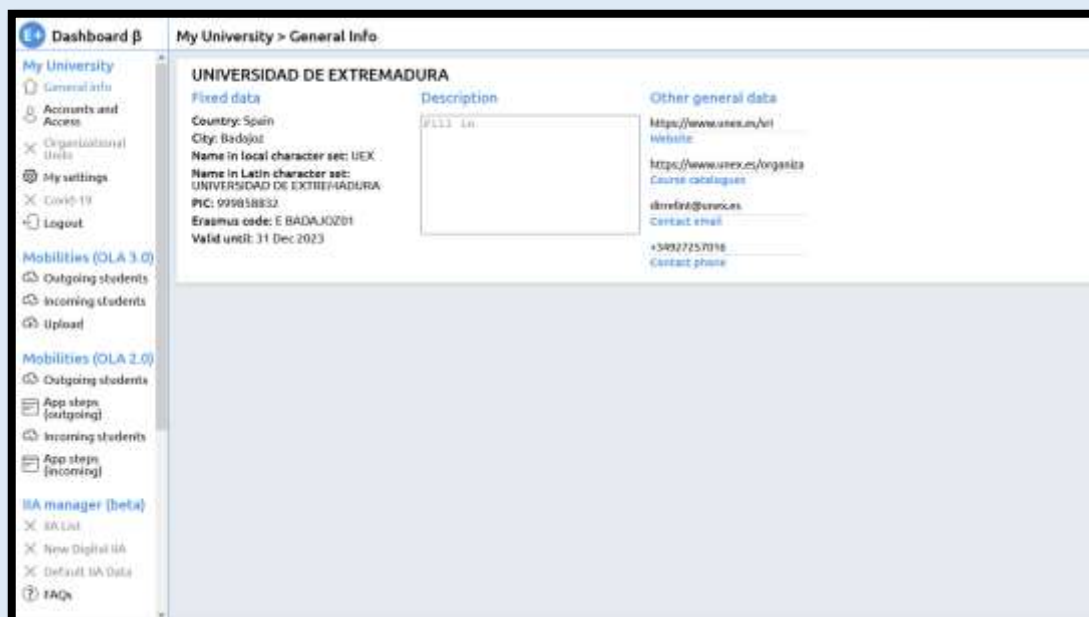 E+ Dashboard β
My University > General Info
My University
General info
Accounts and
Access
Organizational
Units
My settings
Covid-19
Logout
Mobilities (OLA 3.0)
Outgoing students
Incoming students
Upload
Mobilities (OLA 2.0)
Outgoing students
App steps
(outgoing)
Incoming students
App steps
(incoming)
IIA manager (beta)
IIA List
New Digital IIA
Default IIA Data
FAQs
UNIVERSIDAD DE EXTREMADURA
Fixed data
Country: Spain
City: Badajoz
Name in local character set: UEX
Name in Latin character set:
UNIVERSIDAD DE EXTREMADURA
PIC: 999858832
Erasmus code: E BADAJOZ01
Valid until: 31 Dec 2023
Description
Fill in
Other general data
https://www.unex.es/sri
Website
https://www.unex.es/organiza
Course catalogues
dirrelint@unex.es
Contact email
+34927257016
Contact phone